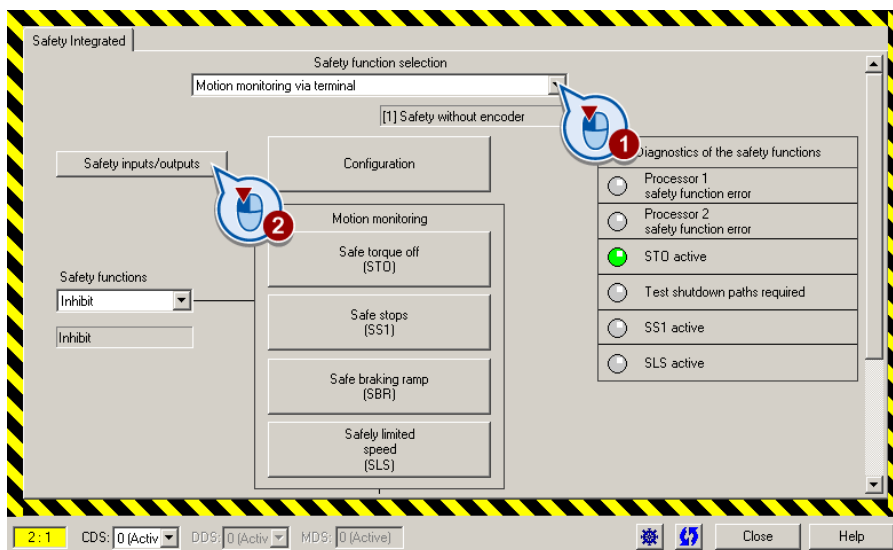 Safety Integrated
Safety function selection
Motion monitoring via terminal
[1] Safety without encoder
1
Safety inputs/outputs
2
Configuration
Diagnostics of the safety functions
Processor 1
safety function error
Processor 2
safety function error
STO active
Test shutdown paths required
SS1 active
SLS active
Motion monitoring
Safe torque off
(STO)
Safe stops
(SS1)
Safe braking ramp
(SBR)
Safely limited
speed
(SLS)
Safety functions
Inhibit
Inhibit
2:1 CDS: 0 (Activ DDS: 0 (Activ MDS: 0 (Active) Close Help